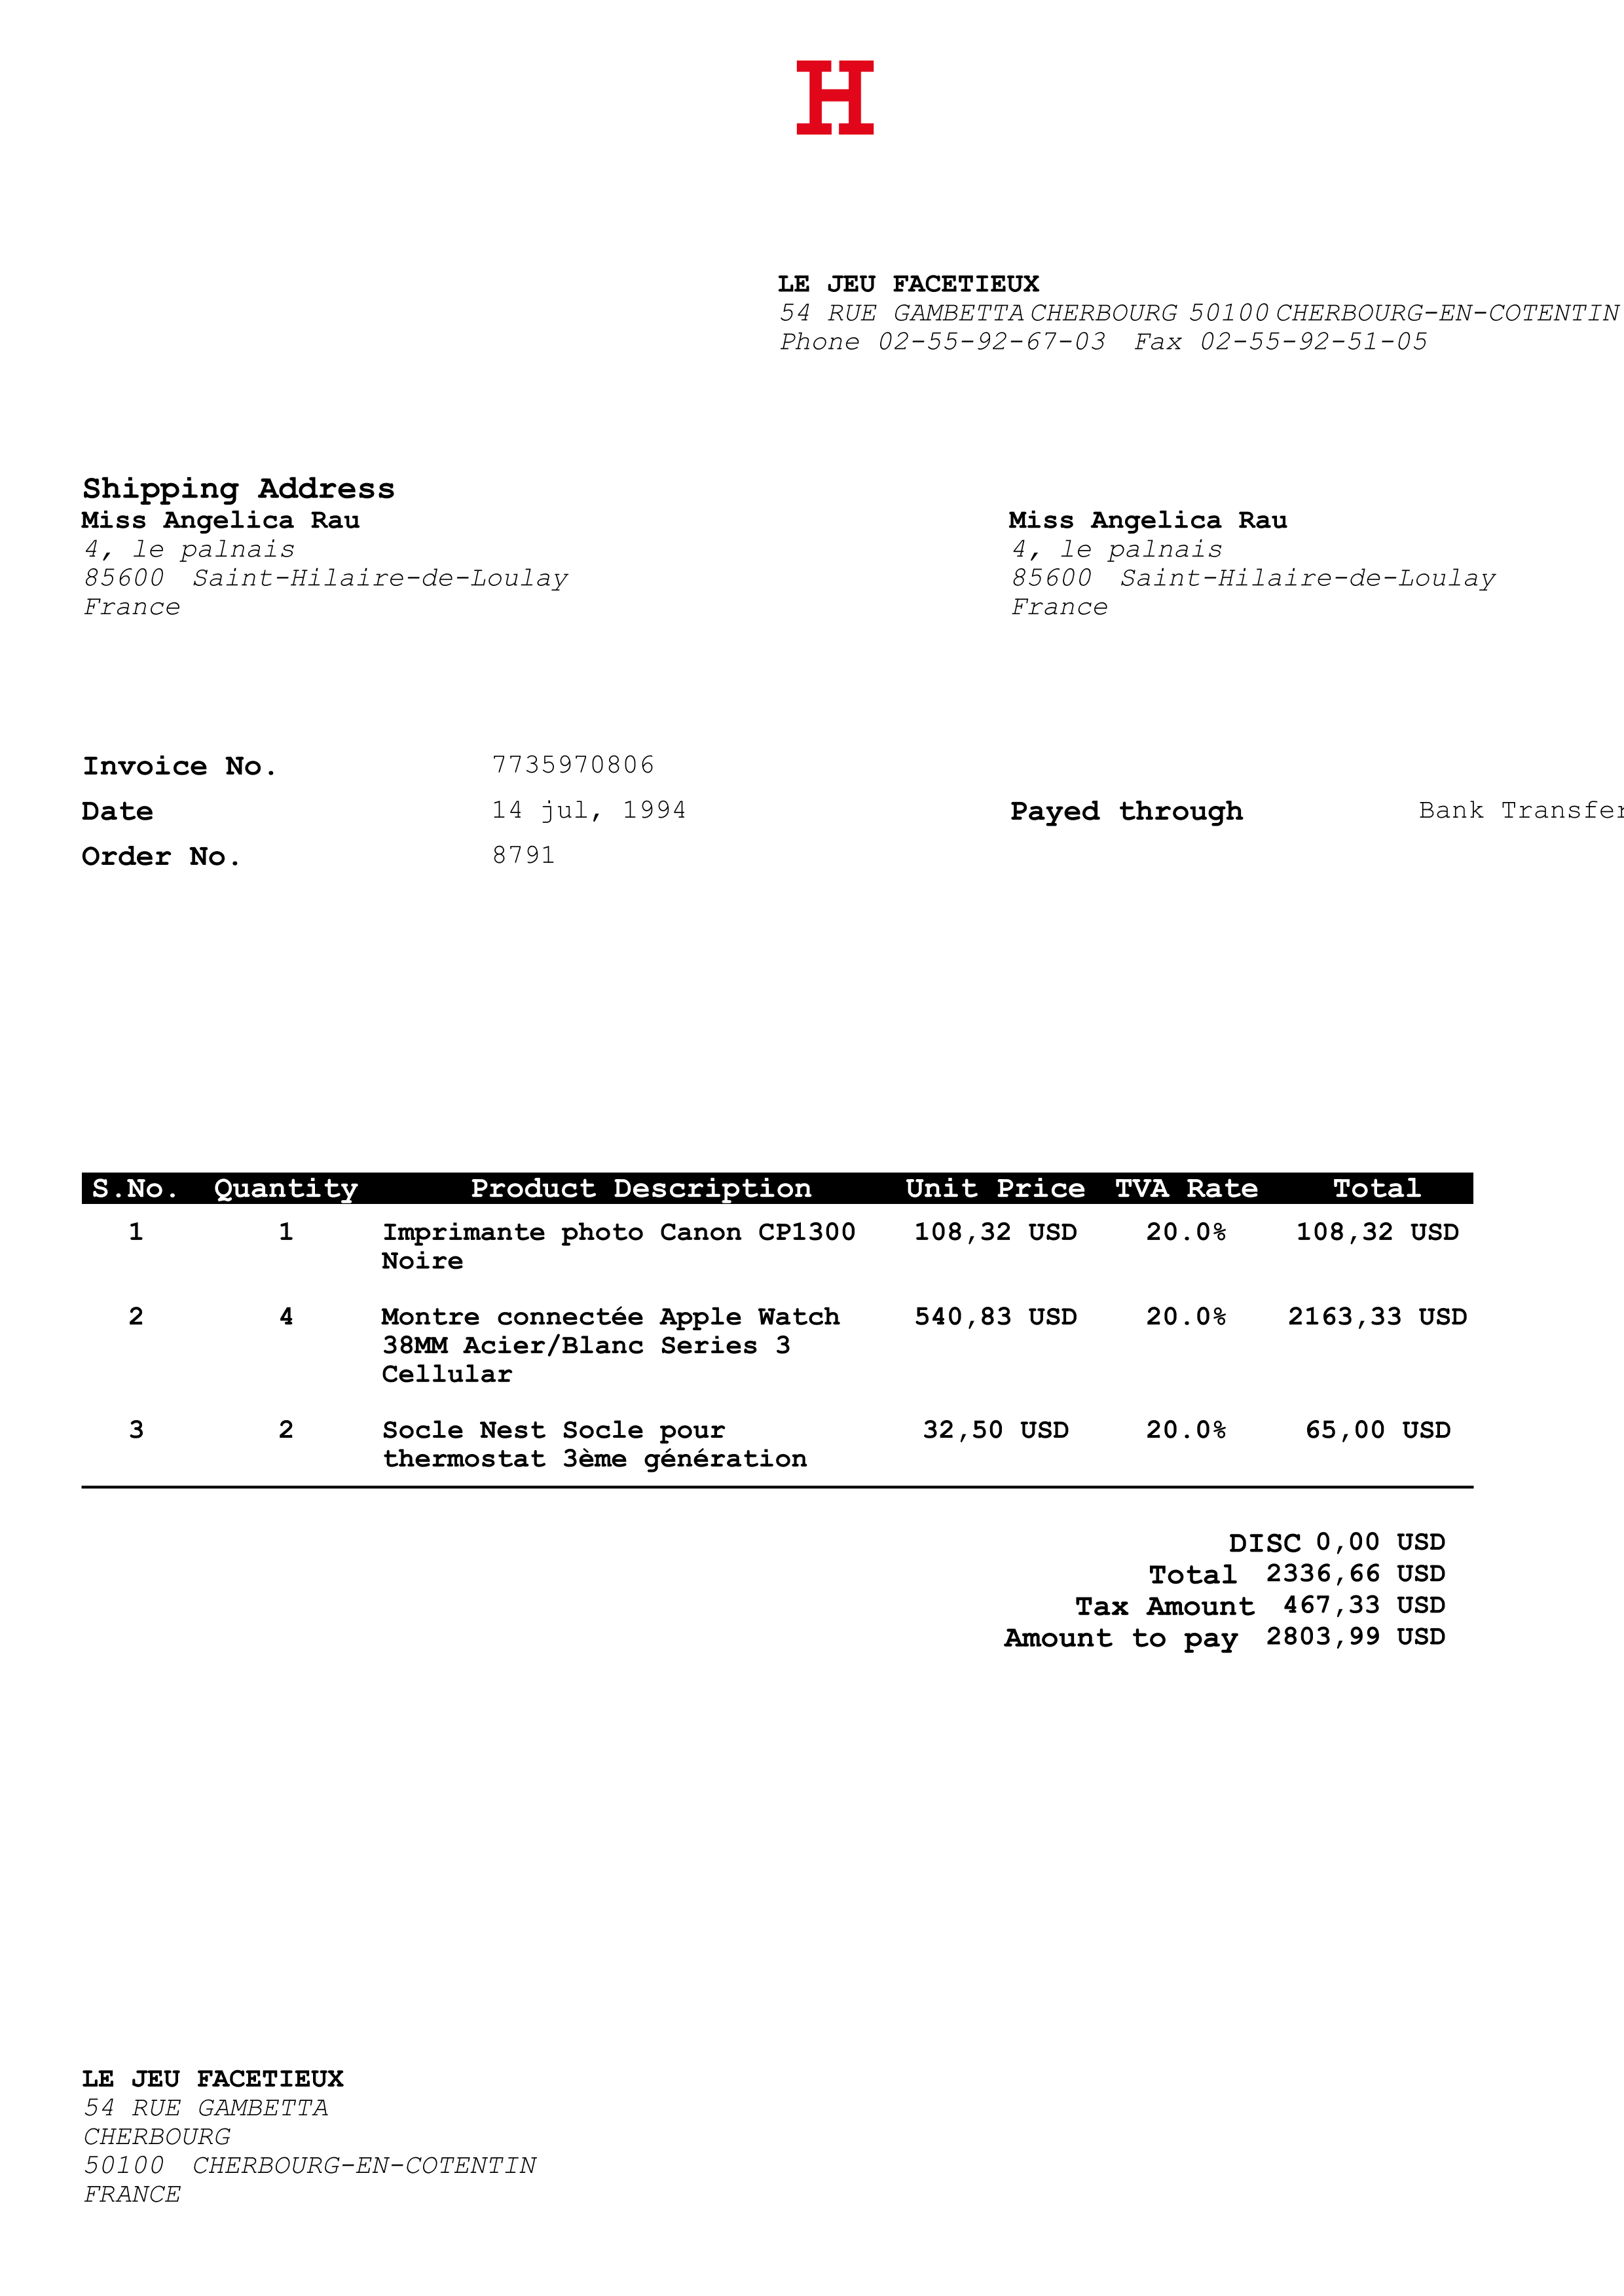 H
LE JEU FACETIEUX
54 RUE GAMBETTA CHERBOURG 50100 CHERBOURG-EN-COTENTIN
Phone 02-55-92-67-03 Fax 02-55-92-51-05
Shipping Address
Miss Angelica Rau
4, le palnais
85600 Saint-Hilaire-de-Loulay
France
Miss Angelica Rau
4, le palnais
85600 Saint-Hilaire-de-Loulay
France
Invoice No. 7735970806
Date 14 jul, 1994 Payed through Bank Transfer
Order No. 8791
S.No. Quantity Product Description Unit Price TVA Rate Total
1 1 Imprimante photo Canon CP1300 108,32 USD 20.0% 108,32 USD
Noire
2 4 Montre connectée Apple Watch 540,83 USD 20.0% 2163,33 USD
38MM Acier/Blanc Series 3
Cellular
3 2 Socle Nest Socle pour 32,50 USD 20.0% 65,00 USD
thermostat 3ème génération
DISC 0,00 USD
Total 2336,66 USD
Tax Amount 467,33 USD
Amount to pay 2803,99 USD
LE JEU FACETIEUX
54 RUE GAMBETTA
CHERBOURG
50100 CHERBOURG-EN-COTENTIN
FRANCE